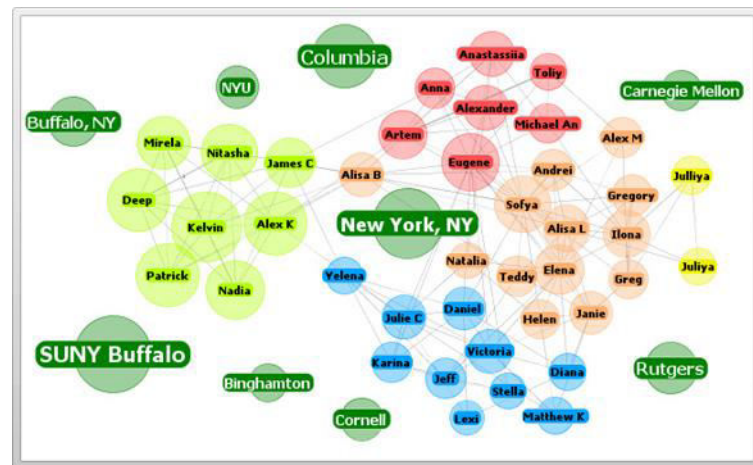 Columbia
Anastassiia
Toliy
NYU
Anna
Carnegie Mellon
Alexander
Buffalo, NY
Michael An
Artem
Alex M
Mirela
Nitasha
James C
Eugene
Andrei
Alisa B
Julliya
Deep
Gregory
Sofya
Kelvin
Alex K
New York, NY
Alisa L
Ilona
Natalia
Juliya
Patrick
Yelena
Teddy
Elena
Greg
Nadia
Daniel
Julie C
Helen
Janie
SUNY Buffalo
Victoria
Karina
Rutgers
Binghamton
Jeff
Diana
Stella
Cornell
Lexi
Matthew K